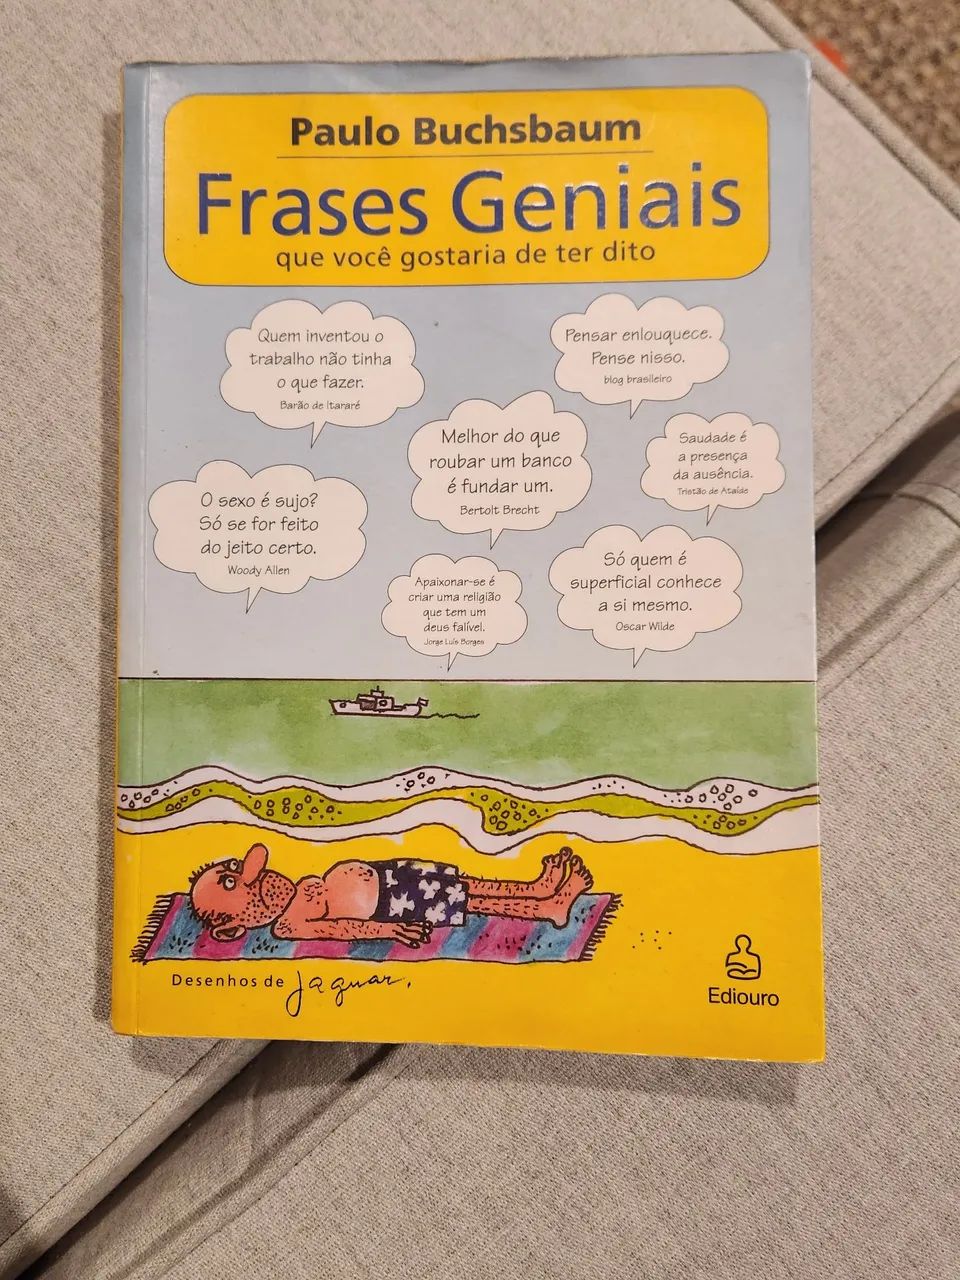 Paulo Buchsbaum
Frases Geniais
que você gostaria de ter dito
Quem inventou o
trabalho não tinha
o que fazer.
Barão de Itararé
Pensar enlouquece.
Pense nisso.
blog brasileiro
Melhor do que
roubar um banco
é fundar um.
Bertolt Brecht
Saudade é
a presença
da ausência.
Tristão de Ataíde
O sexo é sujo?
Só se for feito
do jeito certo.
Woody Allen
Apaixonar-se é
criar uma religião
que tem um
deus falível.
Jorge Luís Borges
Só quem é
superficial conhece
a si mesmo.
Oscar Wilde
Desenhos de Jaguar.
Ediouro